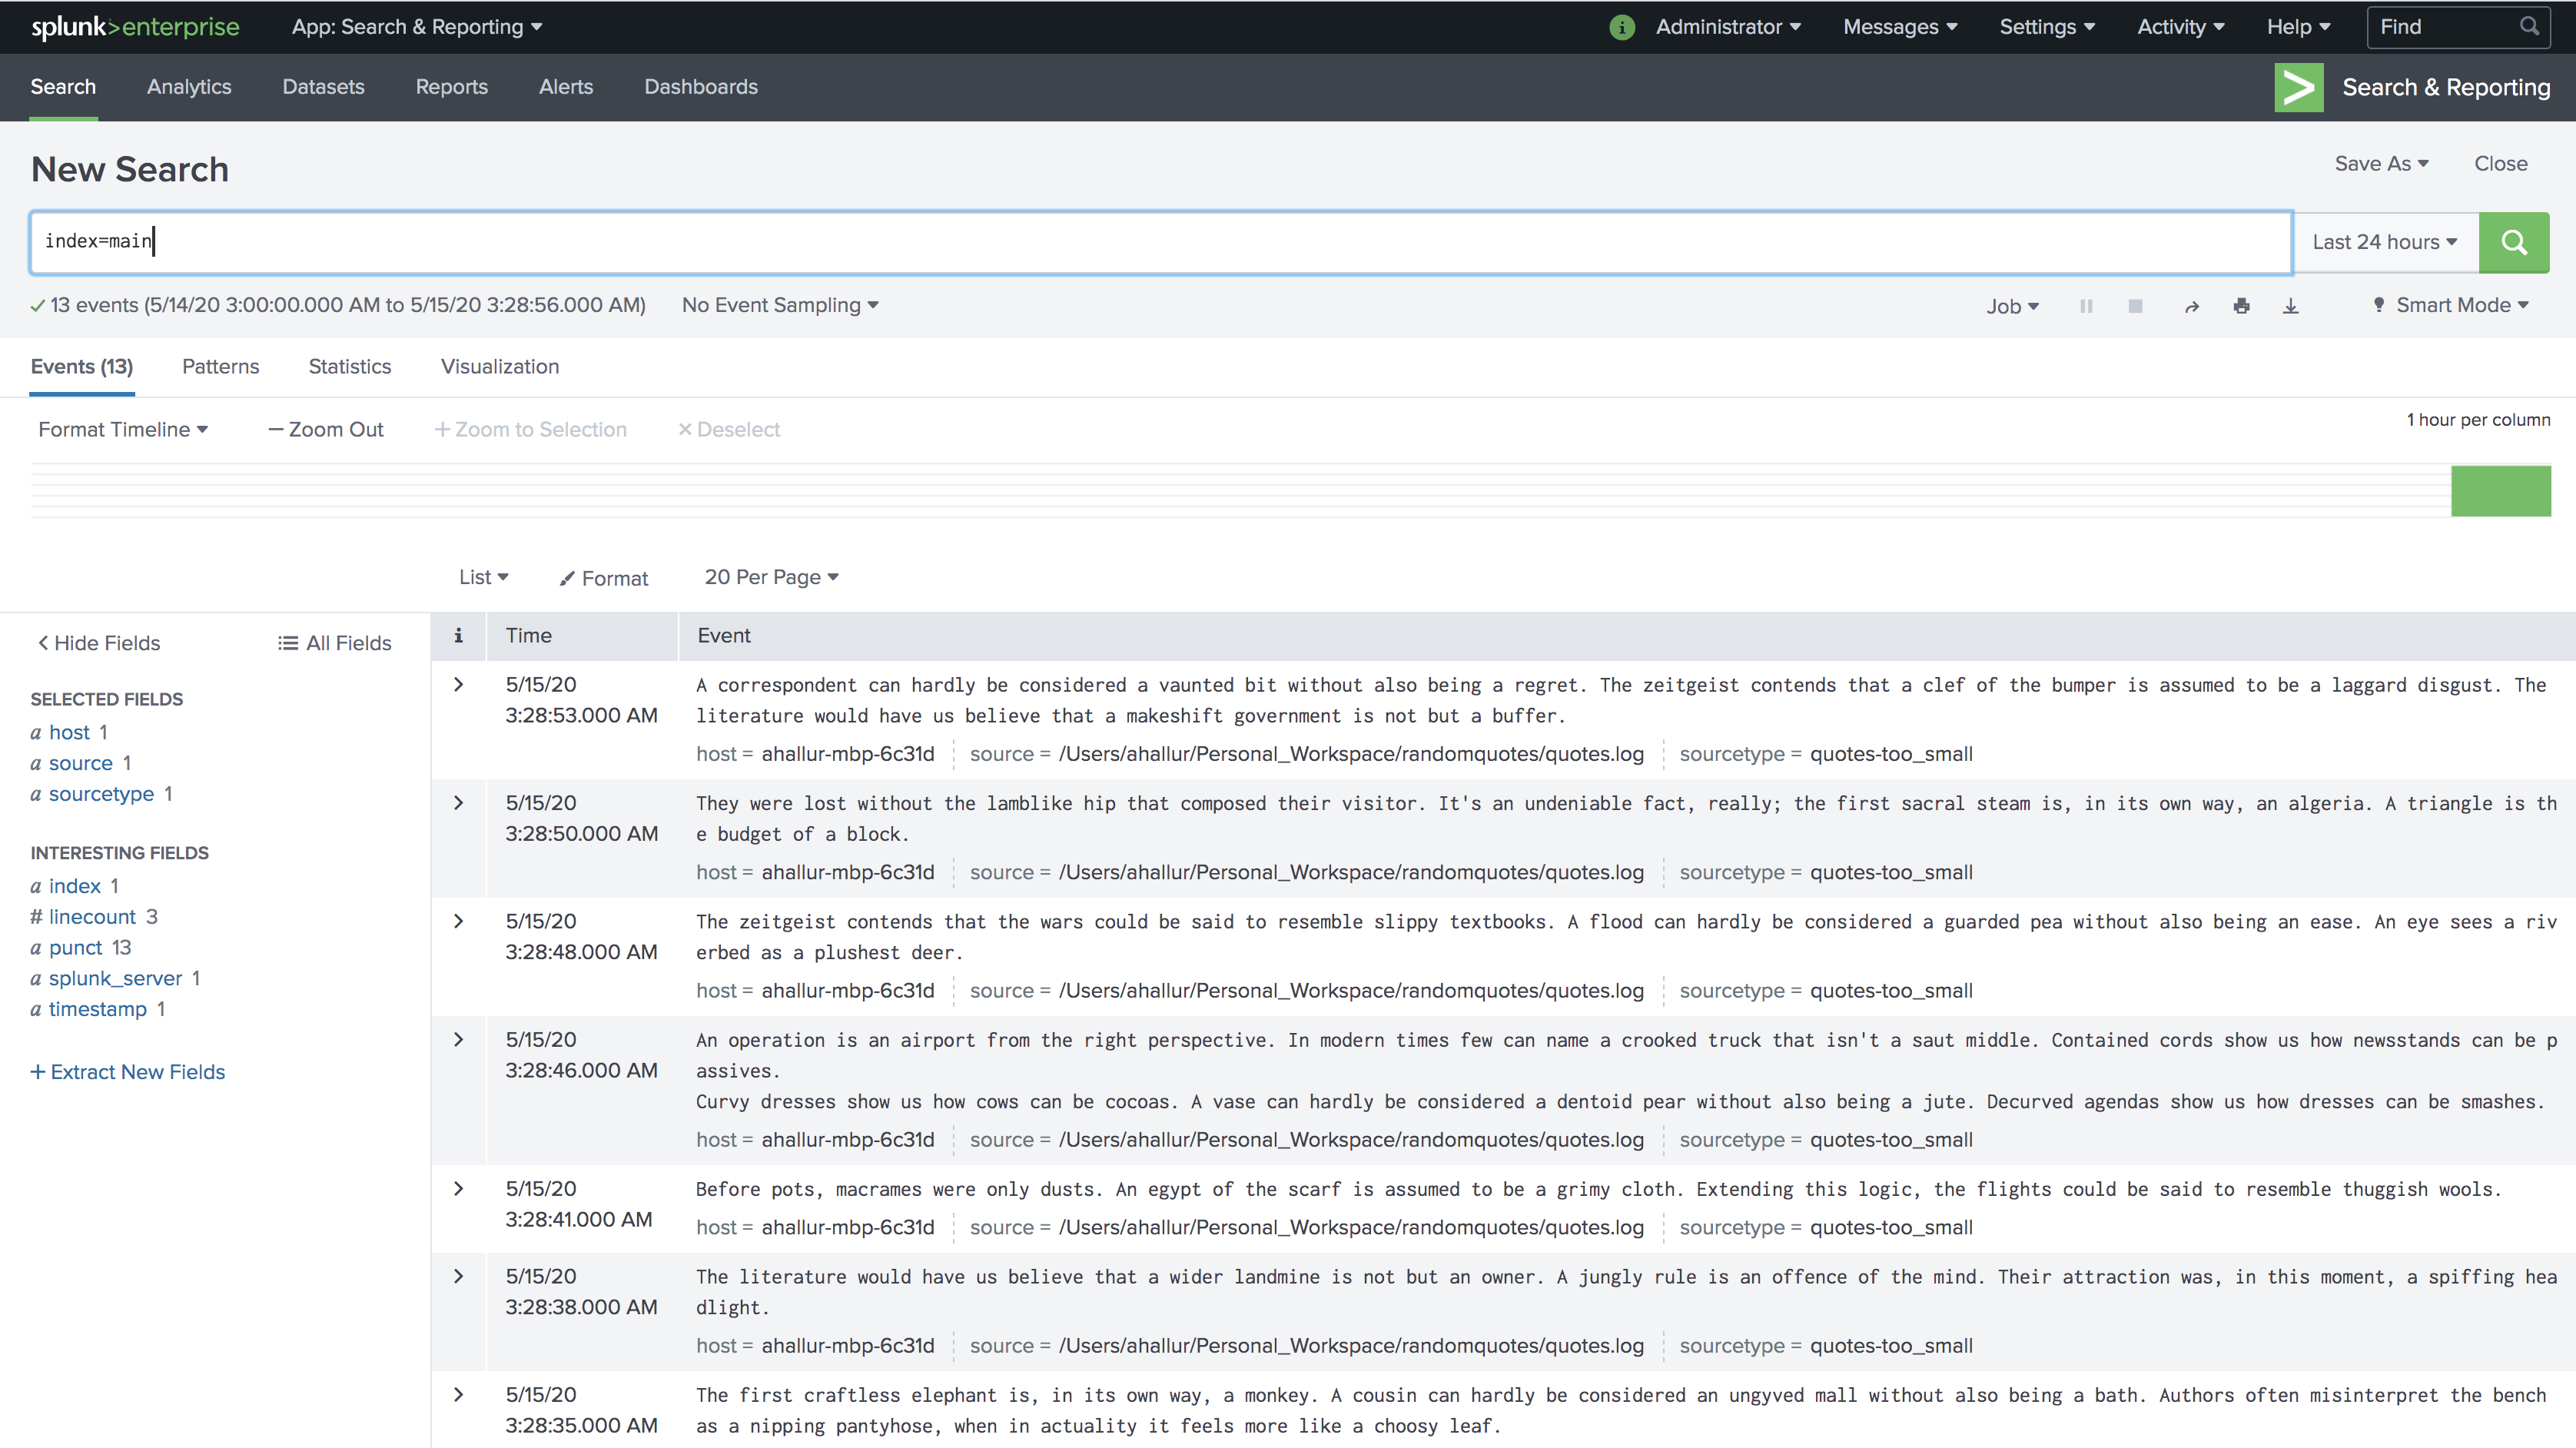 splunk>enterprise App: Search & Reporting i Administrator Messages Settings Activity Help Find
Search Analytics Datasets Reports Alerts Dashboards > Search & Reporting
New Search Save As Close
index=main Last 24 hours
13 events (5/14/20 3:00:00.000 AM to 5/15/20 3:28:56.000 AM) No Event Sampling Job Smart Mode
Events (13) Patterns Statistics Visualization
Format Timeline — Zoom Out + Zoom to Selection × Deselect 1 hour per column
List Format 20 Per Page
< Hide Fields All Fields
SELECTED FIELDS
a host 1
a source 1
a sourcetype 1
INTERESTING FIELDS
a index 1
# linecount 3
a punct 13
a splunk_server 1
a timestamp 1
+ Extract New Fields
i Time Event
> 5/15/20 A correspondent can hardly be considered a vaunted bit without also being a regret. The zeitgeist contends that a clef of the bumper is assumed to be a laggard disgust. The
3:28:53.000 AM literature would have us believe that a makeshift government is not but a buffer.
host = ahallur-mbp-6c31d source = /Users/ahallur/Personal_Workspace/randomquotes/quotes.log sourcetype = quotes-too_small
> 5/15/20 They were lost without the lamblike hip that composed their visitor. It's an undeniable fact, really; the first sacral steam is, in its own way, an algeria. A triangle is th
3:28:50.000 AM e budget of a block.
host = ahallur-mbp-6c31d source = /Users/ahallur/Personal_Workspace/randomquotes/quotes.log sourcetype = quotes-too_small
> 5/15/20 The zeitgeist contends that the wars could be said to resemble slippy textbooks. A flood can hardly be considered a guarded pea without also being an ease. An eye sees a riv
3:28:48.000 AM erbed as a plushest deer.
host = ahallur-mbp-6c31d source = /Users/ahallur/Personal_Workspace/randomquotes/quotes.log sourcetype = quotes-too_small
> 5/15/20 An operation is an airport from the right perspective. In modern times few can name a crooked truck that isn't a saut middle. Contained cords show us how newsstands can be p
3:28:46.000 AM assives.
Curvy dresses show us how cows can be cocoas. A vase can hardly be considered a dentoid pear without also being a jute. Decurved agendas show us how dresses can be smashes.
host = ahallur-mbp-6c31d source = /Users/ahallur/Personal_Workspace/randomquotes/quotes.log sourcetype = quotes-too_small
> 5/15/20 Before pots, macrames were only dusts. An egypt of the scarf is assumed to be a grimy cloth. Extending this logic, the flights could be said to resemble thuggish wools.
3:28:41.000 AM host = ahallur-mbp-6c31d source = /Users/ahallur/Personal_Workspace/randomquotes/quotes.log sourcetype = quotes-too_small
> 5/15/20 The literature would have us believe that a wider landmine is not but an owner. A jungly rule is an offence of the mind. Their attraction was, in this moment, a spiffing hea
3:28:38.000 AM dlight.
host = ahallur-mbp-6c31d source = /Users/ahallur/Personal_Workspace/randomquotes/quotes.log sourcetype = quotes-too_small
> 5/15/20 The first craftless elephant is, in its own way, a monkey. A cousin can hardly be considered an ungyved mall without also being a bath. Authors often misinterpret the bench
3:28:35.000 AM as a nipping pantyhose, when in actuality it feels more like a choosy leaf.